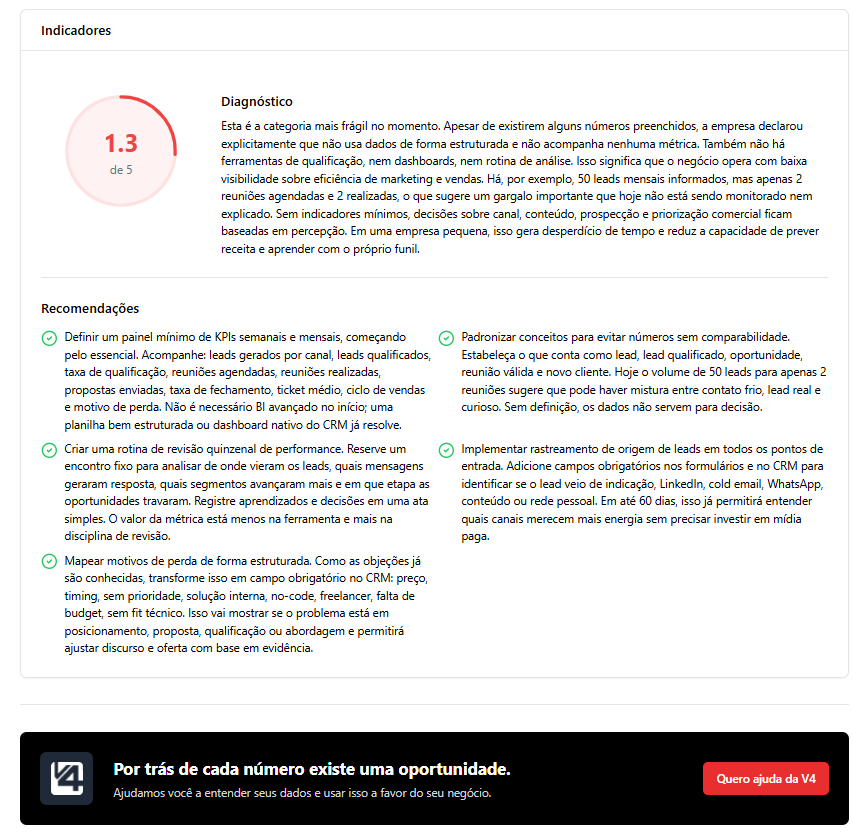 Indicadores
1.3
de 5
Diagnóstico
Esta é a categoria mais frágil no momento. Apesar de existirem alguns números preenchidos, a empresa declarou
explicitamente que não usa dados de forma estruturada e não acompanha nenhuma métrica. Também não há
ferramentas de qualificação, nem dashboards, nem rotina de análise. Isso significa que o negócio opera com baixa
visibilidade sobre eficiência de marketing e vendas. Há, por exemplo, 50 leads mensais informados, mas apenas 2
reuniões agendadas e 2 realizadas, o que sugere um gargalo importante que hoje não está sendo monitorado nem
explicado. Sem indicadores mínimos, decisões sobre canal, conteúdo, prospecção e priorização comercial ficam
baseadas em percepção. Em uma empresa pequena, isso gera desperdício de tempo e reduz a capacidade de prever
receita e aprender com o próprio funil.
Recomendações
Definir um painel mínimo de KPIs semanais e mensais, começando
pelo essencial. Acompanhe: leads gerados por canal, leads qualificados,
taxa de qualificação, reuniões agendadas, reuniões realizadas,
propostas enviadas, taxa de fechamento, ticket médio, ciclo de vendas
e motivo de perda. Não é necessário BI avançado no início; uma
planilha bem estruturada ou dashboard nativo do CRM já resolve.
Padronizar conceitos para evitar números sem comparabilidade.
Estabeleça o que conta como lead, lead qualificado, oportunidade,
reunião válida e novo cliente. Hoje o volume de 50 leads para apenas 2
reuniões sugere que pode haver mistura entre contato frio, lead real e
curioso. Sem definição, os dados não servem para decisão.
Criar uma rotina de revisão quinzenal de performance. Reserve um
encontro fixo para analisar de onde vieram os leads, quais mensagens
geraram resposta, quais segmentos avançaram mais e em que etapa as
oportunidades travaram. Registre aprendizados e decisões em uma ata
simples. O valor da métrica está menos na ferramenta e mais na
disciplina de revisão.
Implementar rastreamento de origem de leads em todos os pontos de
entrada. Adicione campos obrigatórios nos formulários e no CRM para
identificar se o lead veio de indicação, LinkedIn, cold email, WhatsApp,
conteúdo ou rede pessoal. Em até 60 dias, isso já permitirá entender
quais canais merecem mais energia sem precisar investir em mídia
paga.
Mapear motivos de perda de forma estruturada. Como as objeções já
são conhecidas, transforme isso em campo obrigatório no CRM: preço,
timing, sem prioridade, solução interna, no-code, freelancer, falta de
budget, sem fit técnico. Isso vai mostrar se o problema está em
posicionamento, proposta, qualificação ou abordagem e permitirá
ajustar discurso e oferta com base em evidência.
V4
Por trás de cada número existe uma oportunidade.
Ajudamos você a entender seus dados e usar isso a favor do seu negócio.
Quero ajuda da V4